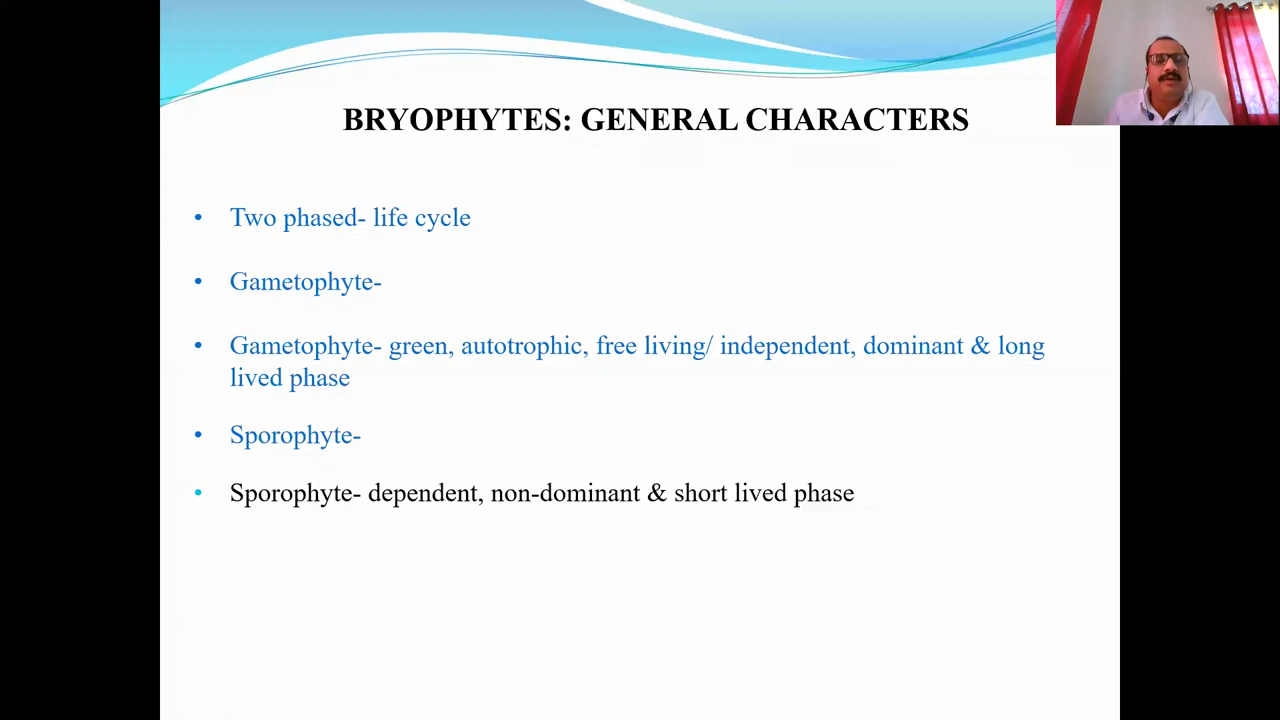 BRYOPHYTES: GENERAL CHARACTERS
• Two phased- life cycle
• Gametophyte-
• Gametophyte- green, autotrophic, free living/ independent, dominant & long
lived phase
• Sporophyte-
• Sporophyte- dependent, non-dominant & short lived phase